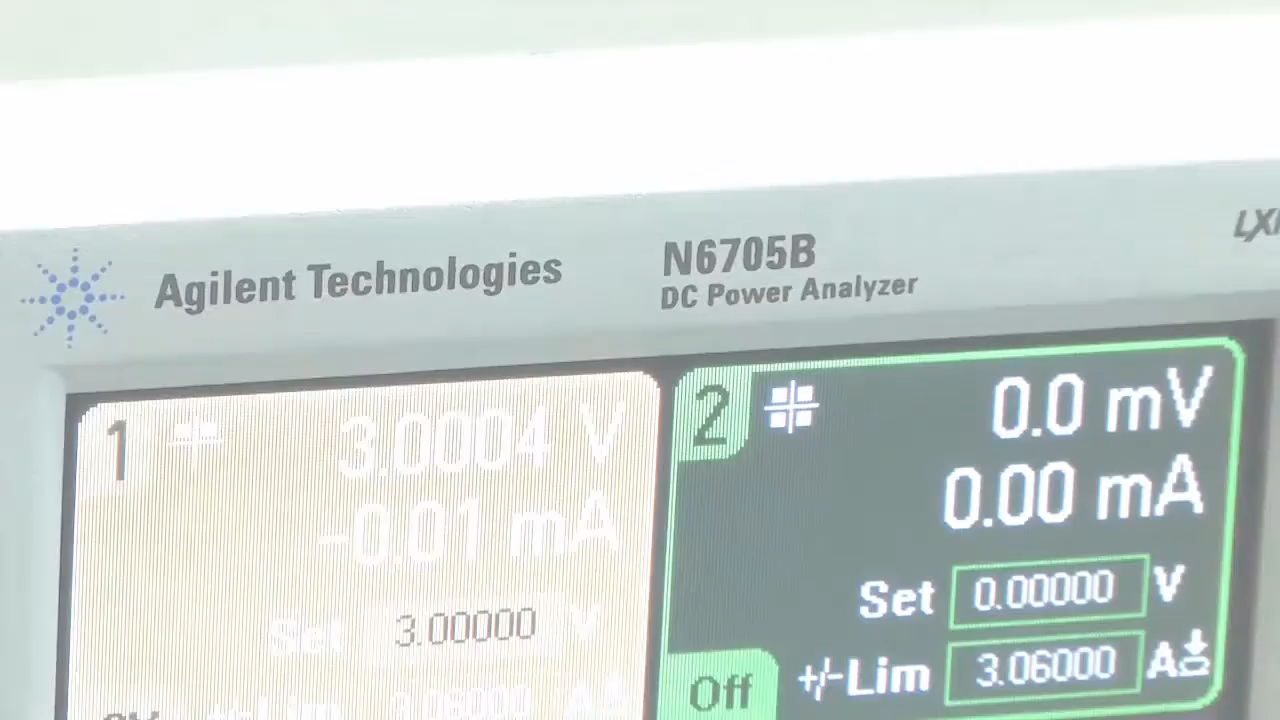 Agilent Technologies
N6705B
DC Power Analyzer
LXI
1
3.0004 V
-0.01 mA
Set 3.00000 V
2
0.0 mV
0.00 mA
Set 0.00000 V
Off
+/-Lim 3.06000 A